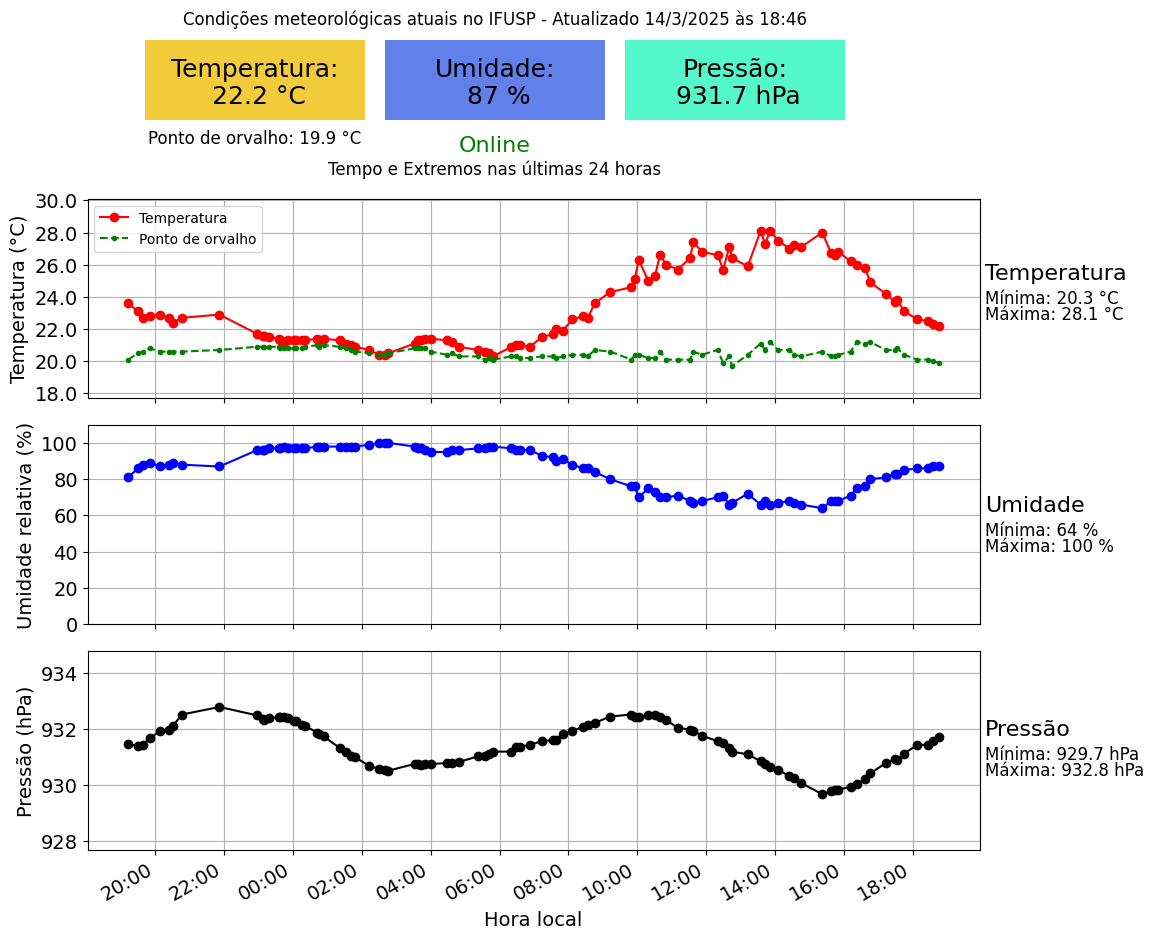 Condições meteorológicas atuais no IFUSP - Atualizado 14/3/2025 às 18:46
Temperatura:
22.2 °C
Umidade:
87 %
Pressão:
931.7 hPa
Ponto de orvalho: 19.9 °C
Online
Tempo e Extremos nas últimas 24 horas
Temperatura (°C)
30.0
28.0
26.0
24.0
22.0
20.0
18.0
Temperatura
Ponto de orvalho
Temperatura
Mínima: 20.3 °C
Máxima: 28.1 °C
Umidade relativa (%)
100
80
60
40
20
0
Umidade
Mínima: 64 %
Máxima: 100 %
Pressão (hPa)
934
932
930
928
Pressão
Mínima: 929.7 hPa
Máxima: 932.8 hPa
20:00 22:00 00:00 02:00 04:00 06:00 08:00 10:00 12:00 14:00 16:00 18:00
Hora local